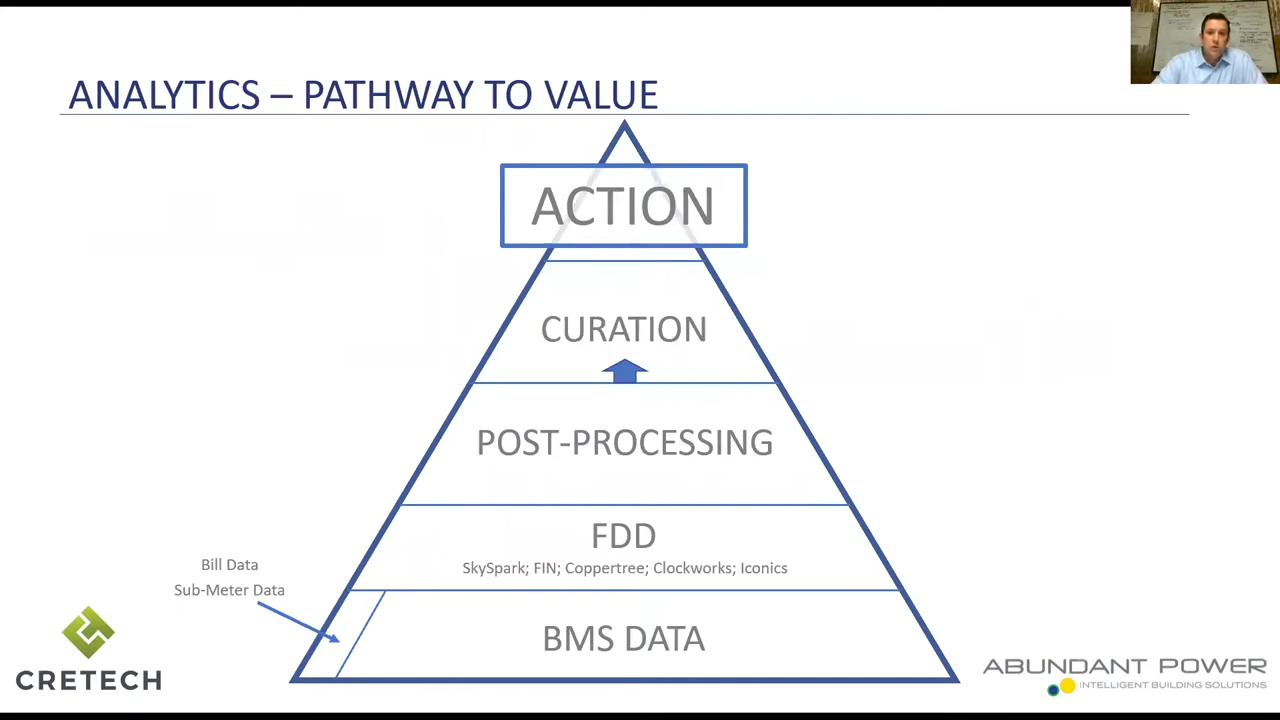 ANALYTICS – PATHWAY TO VALUE
ACTION
CURATION
POST-PROCESSING
FDD
SkySpark; FIN; Coppertree; Clockworks; Iconics
Bill Data
Sub-Meter Data
BMS DATA
CRETECH
ABUNDANT POWER
INTELLIGENT BUILDING SOLUTIONS